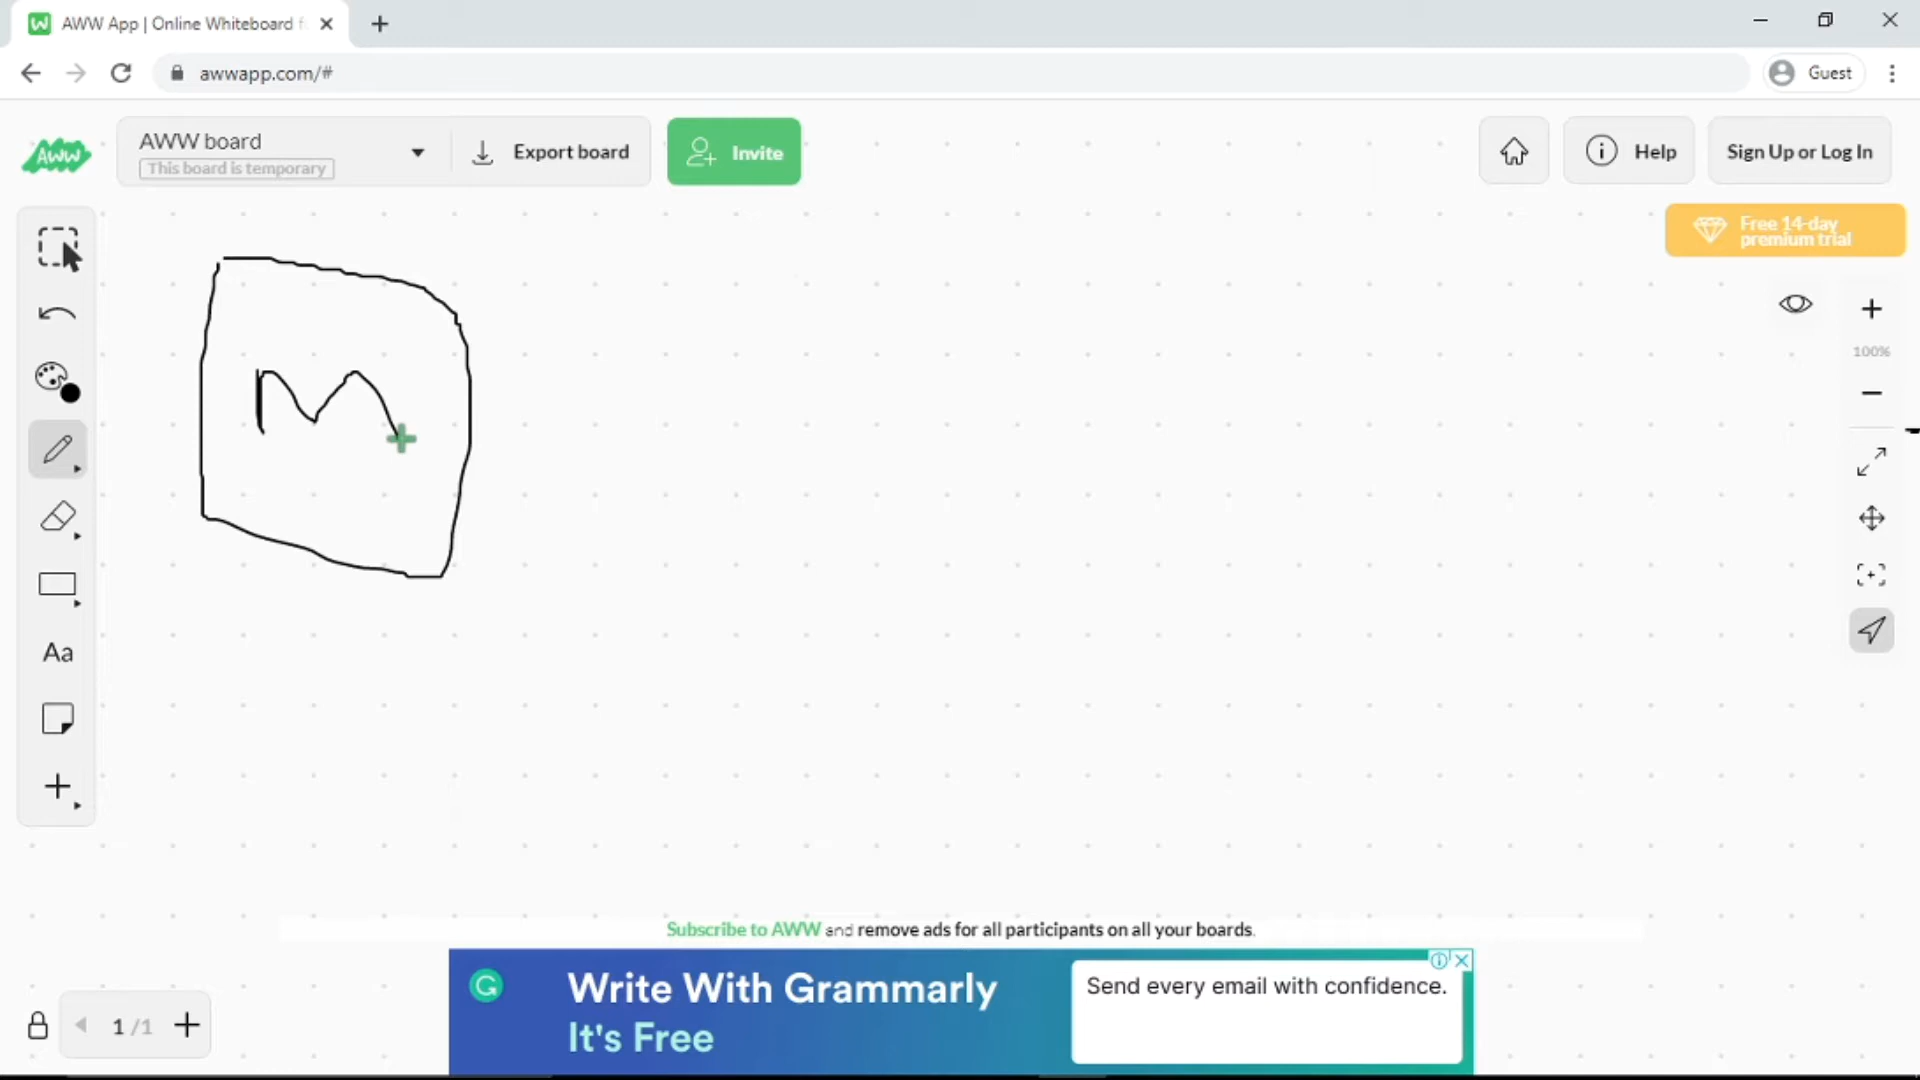 AWW App | Online Whiteboard f
awwapp.com/#
Guest
AWW
AWW board
This board is temporary
Export board
Invite
Help
Sign Up or Log In
Free 14-day
premium trial
100%
M
Aa
Subscribe to AWW and remove ads for all participants on all your boards.
Write With Grammarly
It's Free
Send every email with confidence.
1 /1